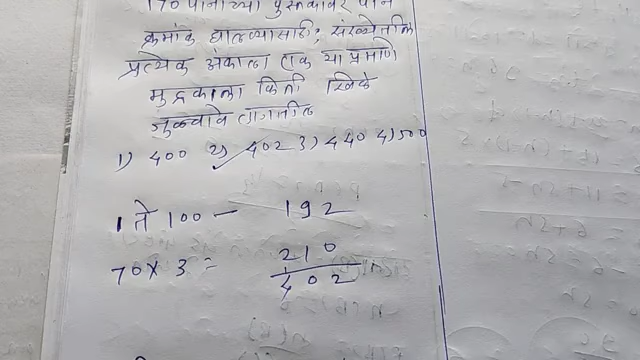 170 पानाच्या पुस्तकावर पान
क्रमांक घालण्यासाठी; संख्येतील
प्रत्येक अंकाला एक या प्रमाणे
मुद्रकाला किती खिळे
जुळवावे लागतील
1) 400 2) 402 3) 440 4) 500
1 ते 100 — 192
70 x 3 = 210
402